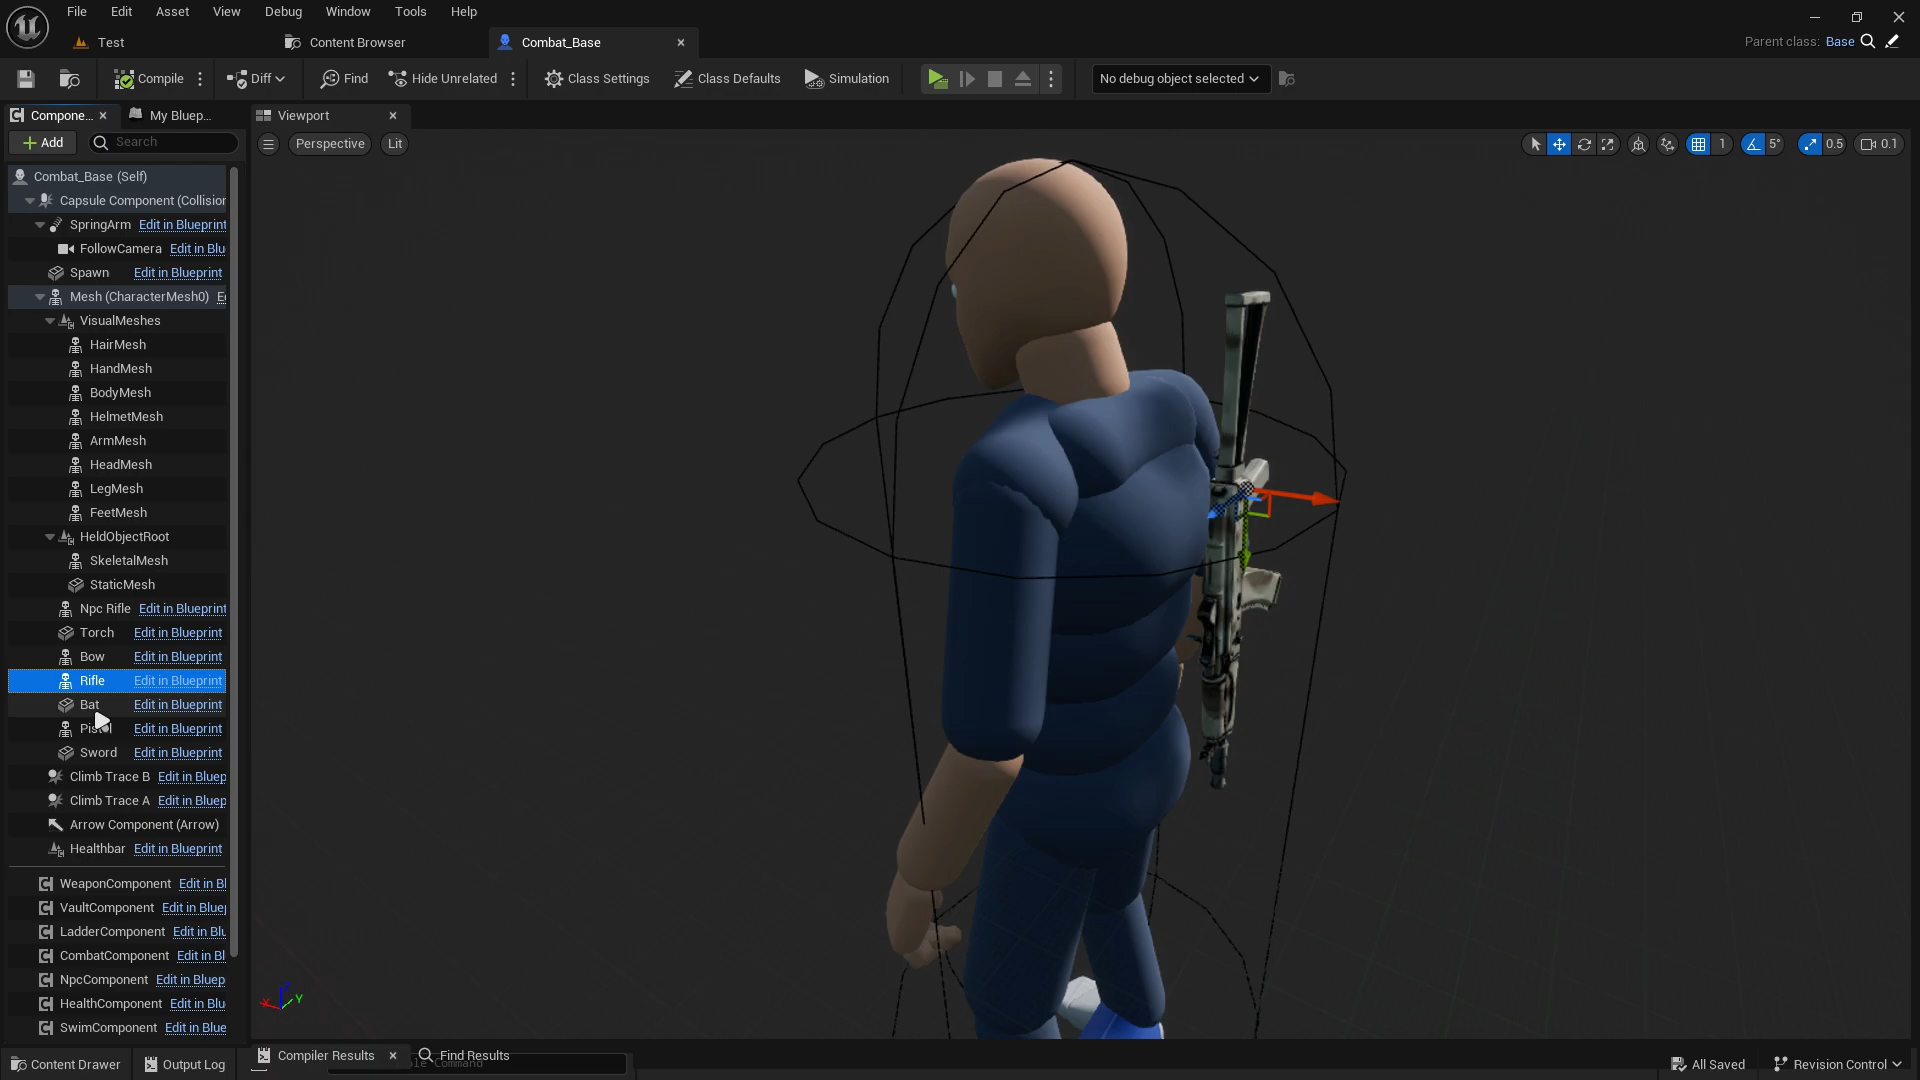 File Edit Asset View Debug Window Tools Help
Test
Content Browser
Combat_Base
Parent class: Base
Compile
Diff
Find
Hide Unrelated
Class Settings
Class Defaults
Simulation
No debug object selected
Compone...
My Bluep...
Viewport
Add
Search
Perspective
Lit
1
5°
0.5
0.1
Combat_Base (Self)
Capsule Component (Collision
SpringArm Edit in Blueprint
FollowCamera Edit in Blu
Spawn Edit in Blueprint
Mesh (CharacterMesh0) E
VisualMeshes
HairMesh
HandMesh
BodyMesh
HelmetMesh
ArmMesh
HeadMesh
LegMesh
FeetMesh
HeldObjectRoot
SkeletalMesh
StaticMesh
Npc Rifle Edit in Blueprint
Torch Edit in Blueprint
Bow Edit in Blueprint
Rifle Edit in Blueprint
Bat Edit in Blueprint
Pistol Edit in Blueprint
Sword Edit in Blueprint
Climb Trace B Edit in Bluep
Climb Trace A Edit in Bluep
Arrow Component (Arrow)
Healthbar Edit in Blueprint
WeaponComponent Edit in Bl
VaultComponent Edit in Bluep
LadderComponent Edit in Blu
CombatComponent Edit in Bl
NpcComponent Edit in Bluep
HealthComponent Edit in Blu
SwimComponent Edit in Blue
X Z Y
Compiler Results
Find Results
Content Drawer
Output Log
Command
All Saved
Revision Control